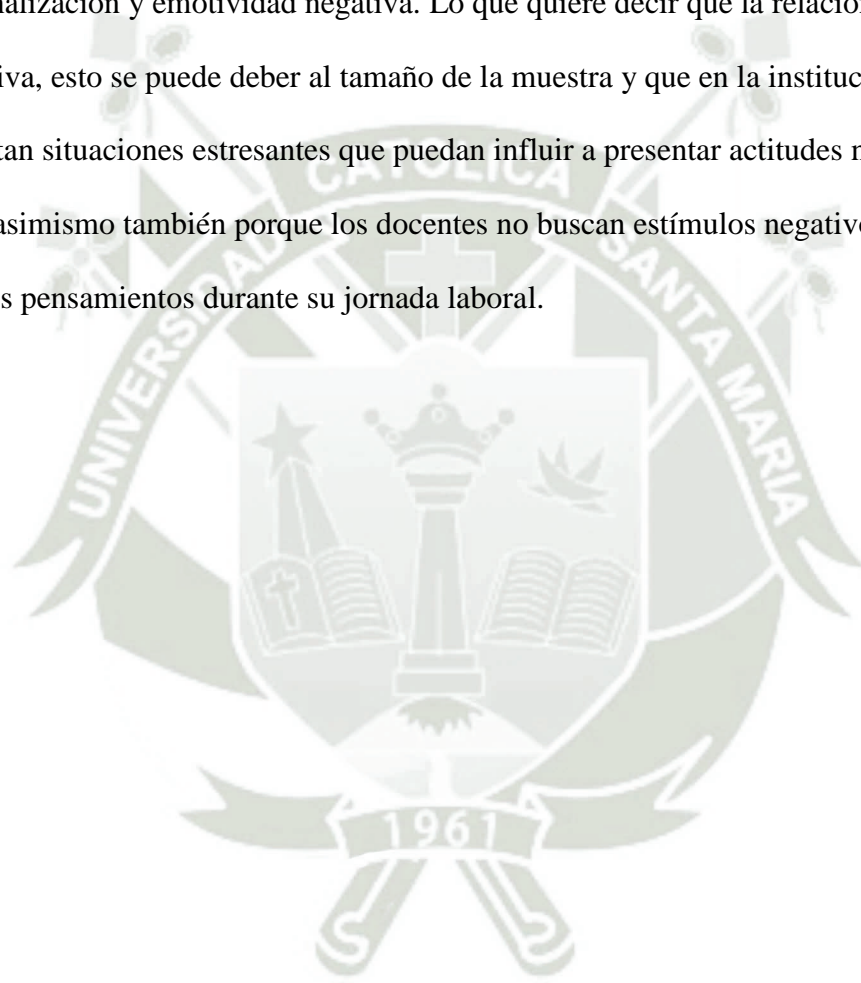 nalización y emotividad negativa. Lo que quiere decir que la relación
iva, esto se puede deber al tamaño de la muestra y que en la instituc
tan situaciones estresantes que puedan influir a presentar actitudes n
asimismo también porque los docentes no buscan estímulos negativo
s pensamientos durante su jornada laboral.
UNIVERSIDAD CATOLICA SANTA MARIA
1961